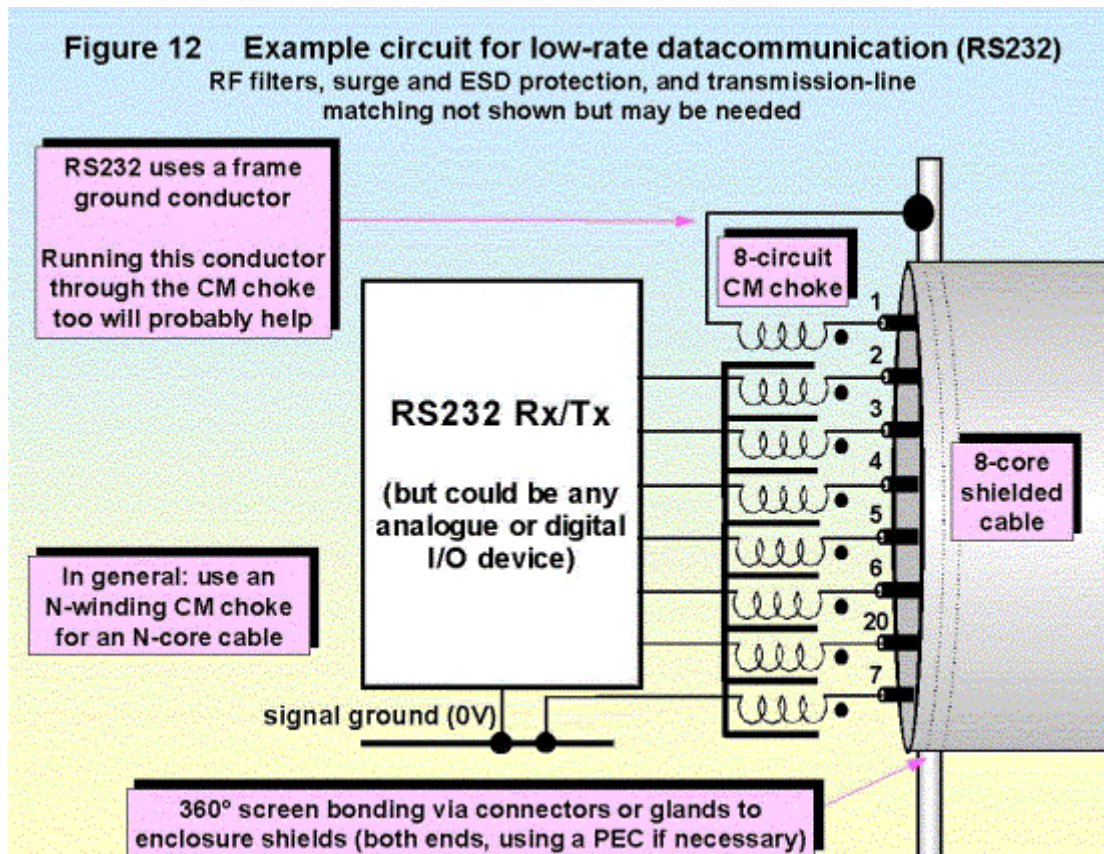 Figure 12 Example circuit for low-rate datacommunication (RS232)
RF filters, surge and ESD protection, and transmission-line
matching not shown but may be needed
RS232 uses a frame
ground conductor
Running this conductor
through the CM choke
too will probably help
8-circuit
CM choke
1
2
3
4
5
6
20
7
RS232 Rx/Tx
(but could be any
analogue or digital
I/O device)
8-core
shielded
cable
In general: use an
N-winding CM choke
for an N-core cable
signal ground (0V)
360° screen bonding via connectors or glands to
enclosure shields (both ends, using a PEC if necessary)